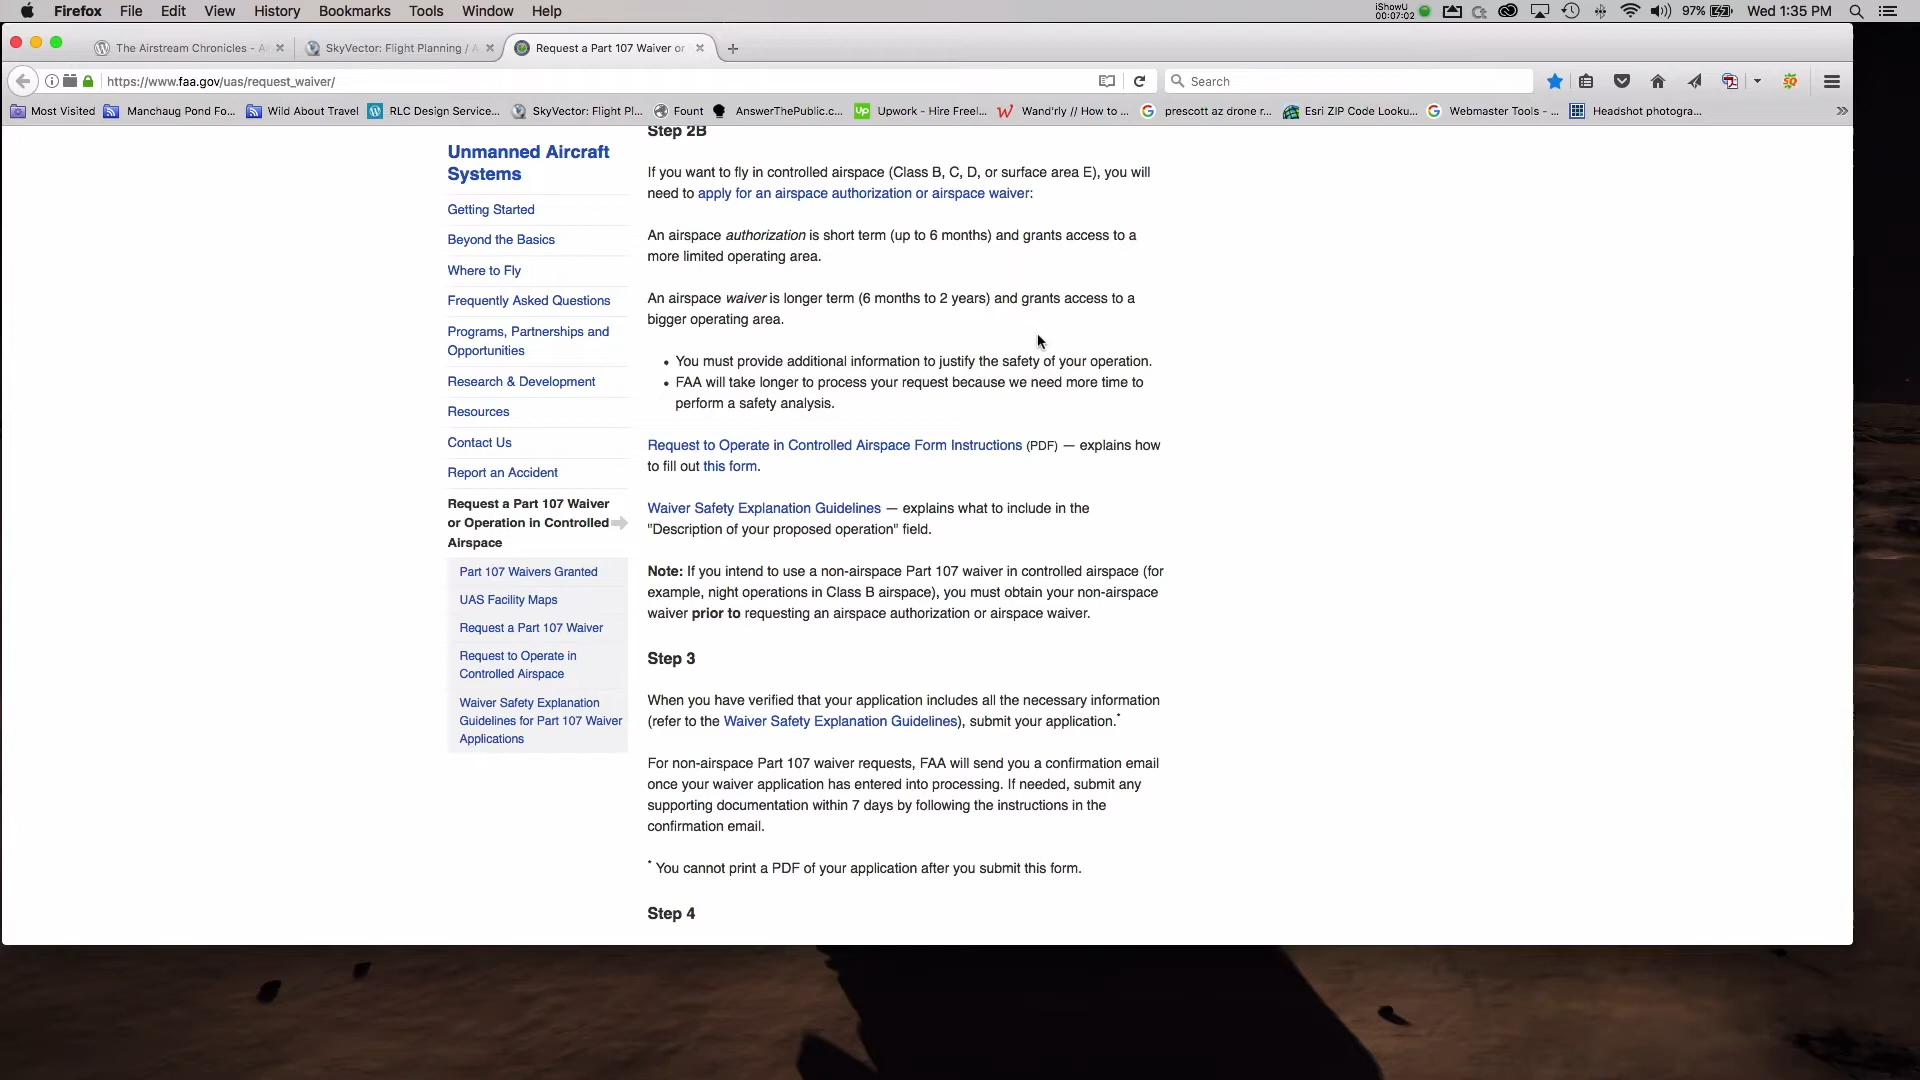 Firefox File Edit View History Bookmarks Tools Window Help
iShowU
00:07:02
97%
Wed 1:35 PM
The Airstream Chronicles - A
SkyVector: Flight Planning / A
Request a Part 107 Waiver or
https://www.faa.gov/uas/request_waiver/
Search
Most Visited
Manchaug Pond Fo...
Wild About Travel
RLC Design Service...
SkyVector: Flight Pl...
Fount
AnswerThePublic.c...
Up
Upwork - Hire Freel...
Wand'rly // How to ...
prescott az drone r...
Esri ZIP Code Looku...
Webmaster Tools - ...
Headshot photogra...
Unmanned Aircraft
Systems
Getting Started
Beyond the Basics
Where to Fly
Frequently Asked Questions
Programs, Partnerships and
Opportunities
Research & Development
Resources
Contact Us
Report an Accident
Request a Part 107 Waiver
or Operation in Controlled
Airspace
Part 107 Waivers Granted
UAS Facility Maps
Request a Part 107 Waiver
Request to Operate in
Controlled Airspace
Waiver Safety Explanation
Guidelines for Part 107 Waiver
Applications
Step 2B
If you want to fly in controlled airspace (Class B, C, D, or surface area E), you will
need to apply for an airspace authorization or airspace waiver:
An airspace authorization is short term (up to 6 months) and grants access to a
more limited operating area.
An airspace waiver is longer term (6 months to 2 years) and grants access to a
bigger operating area.
• You must provide additional information to justify the safety of your operation.
• FAA will take longer to process your request because we need more time to
perform a safety analysis.
Request to Operate in Controlled Airspace Form Instructions (PDF) — explains how
to fill out this form.
Waiver Safety Explanation Guidelines — explains what to include in the
"Description of your proposed operation" field.
Note: If you intend to use a non-airspace Part 107 waiver in controlled airspace (for
example, night operations in Class B airspace), you must obtain your non-airspace
waiver prior to requesting an airspace authorization or airspace waiver.
Step 3
When you have verified that your application includes all the necessary information
(refer to the Waiver Safety Explanation Guidelines), submit your application.*
For non-airspace Part 107 waiver requests, FAA will send you a confirmation email
once your waiver application has entered into processing. If needed, submit any
supporting documentation within 7 days by following the instructions in the
confirmation email.
* You cannot print a PDF of your application after you submit this form.
Step 4